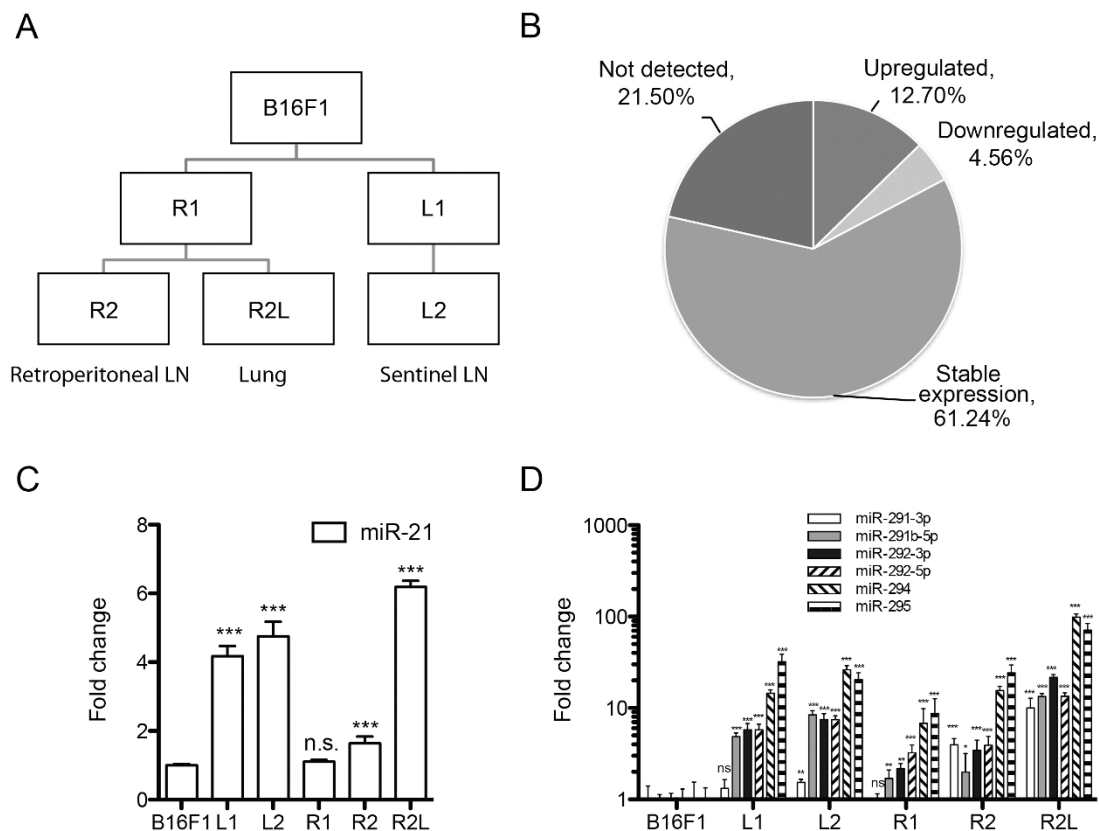 A
B16F1
R1
L1
R2
R2L
L2
Retroperitoneal LN
Lung
Sentinel LN
B
Not detected,
21.50%
Upregulated,
12.70%
Downregulated,
4.56%
Stable
expression,
61.24%
C
Fold change
8
6
4
2
0
miR-21
***
***
n.s.
***
***
B16F1 L1 L2 R1 R2 R2L
D
Fold change
1000
100
10
1
miR-291-3p
miR-291b-5p
miR-292-3p
miR-292-5p
miR-294
miR-295
ns *** *** *** *** ***
** *** *** *** *** ***
ns ** ** *** *** ***
*** * *** *** *** ***
*** *** *** *** *** ***
B16F1 L1 L2 R1 R2 R2L